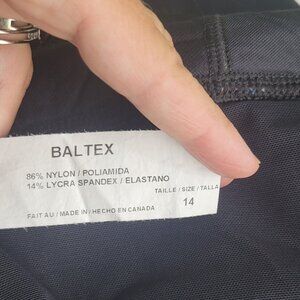 BALTEX
86% NYLON / POLIAMIDA
14% LYCRA SPANDEX / ELASTANO
TAILLE / SIZE / TALLA
14
FAIT AU / MADE IN / HECHO EN CANADA